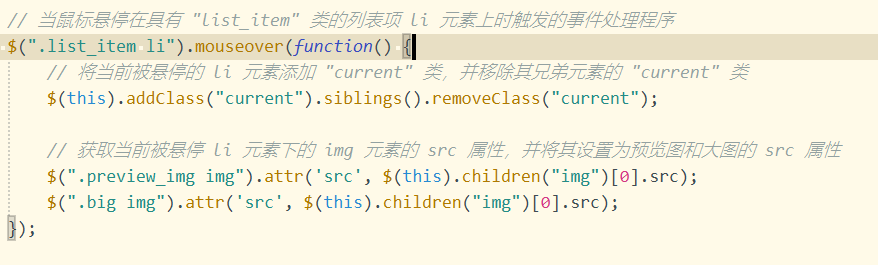 // 当鼠标悬停在具有 "list_item" 类的列表项 li 元素上时触发的事件处理程序
$(".list_item li").mouseover(function() {
// 将当前被悬停的 li 元素添加 "current" 类，并移除其兄弟元素的 "current" 类
$(this).addClass("current").siblings().removeClass("current");
// 获取当前被悬停 li 元素下的 img 元素的 src 属性，并将其设置为预览图和大图的 src 属性
$(".preview_img img").attr('src', $(this).children("img")[0].src);
$(".big img").attr('src', $(this).children("img")[0].src);
});